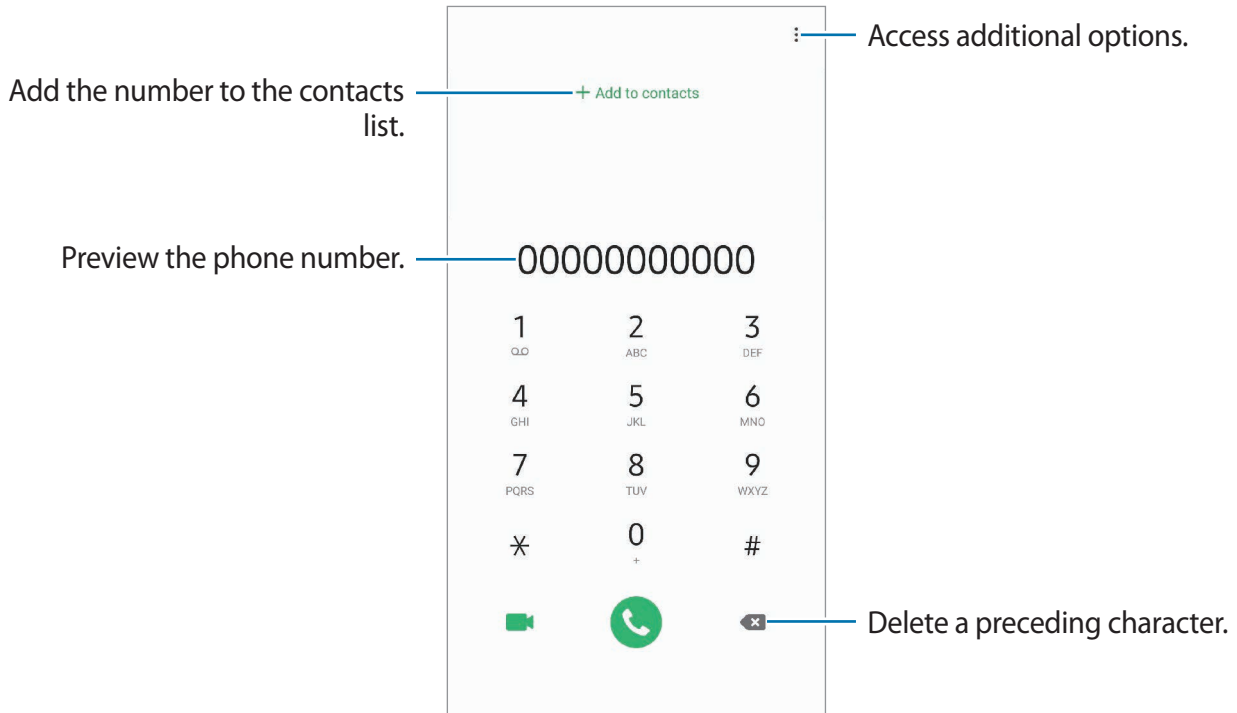 Access additional options.
Add the number to the contacts
list.
+ Add to contacts
Preview the phone number.
00000000000
1 2 3
ABC DEF
4 5 6
GHI JKL MNO
7 8 9
PQRS TUV WXYZ
* 0 #
+
Delete a preceding character.